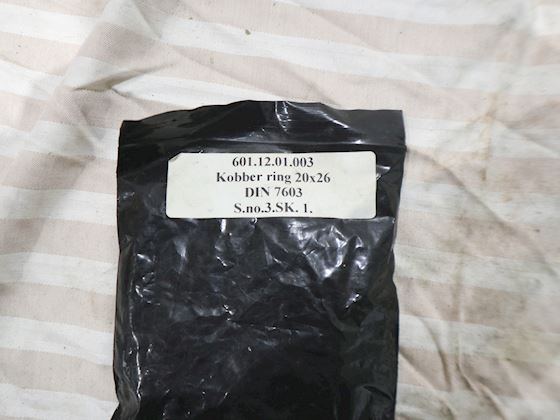 601.12.01.003
Kobber ring 20x26
DIN 7603
S.no.3.SK. 1.